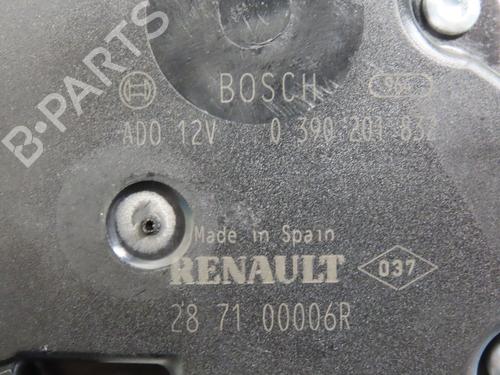 B-PARTS
BOSCH
ADO 12V 0 390 201 832
Made in Spain
RENAULT 037
28 71 00006R